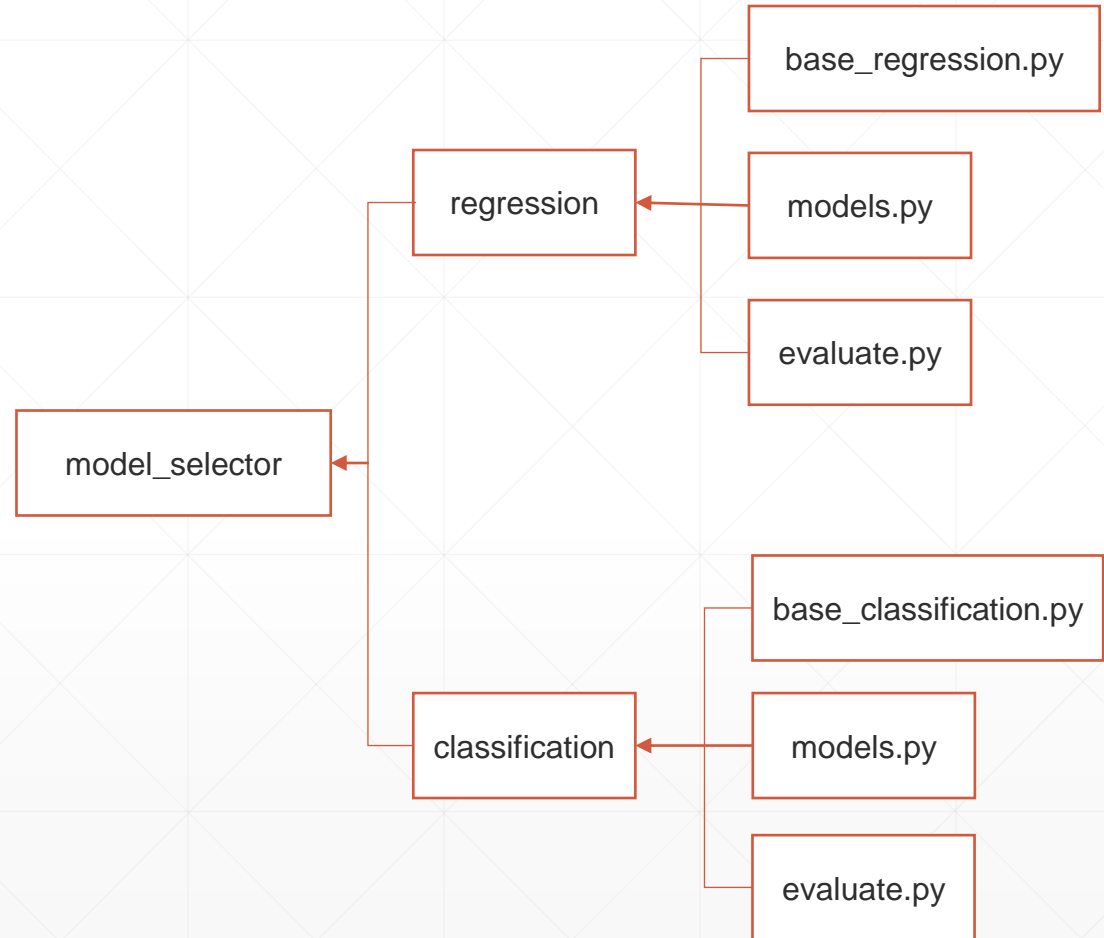 base_regression.py
regression
models.py
evaluate.py
model_selector
base_classification.py
classification
models.py
evaluate.py